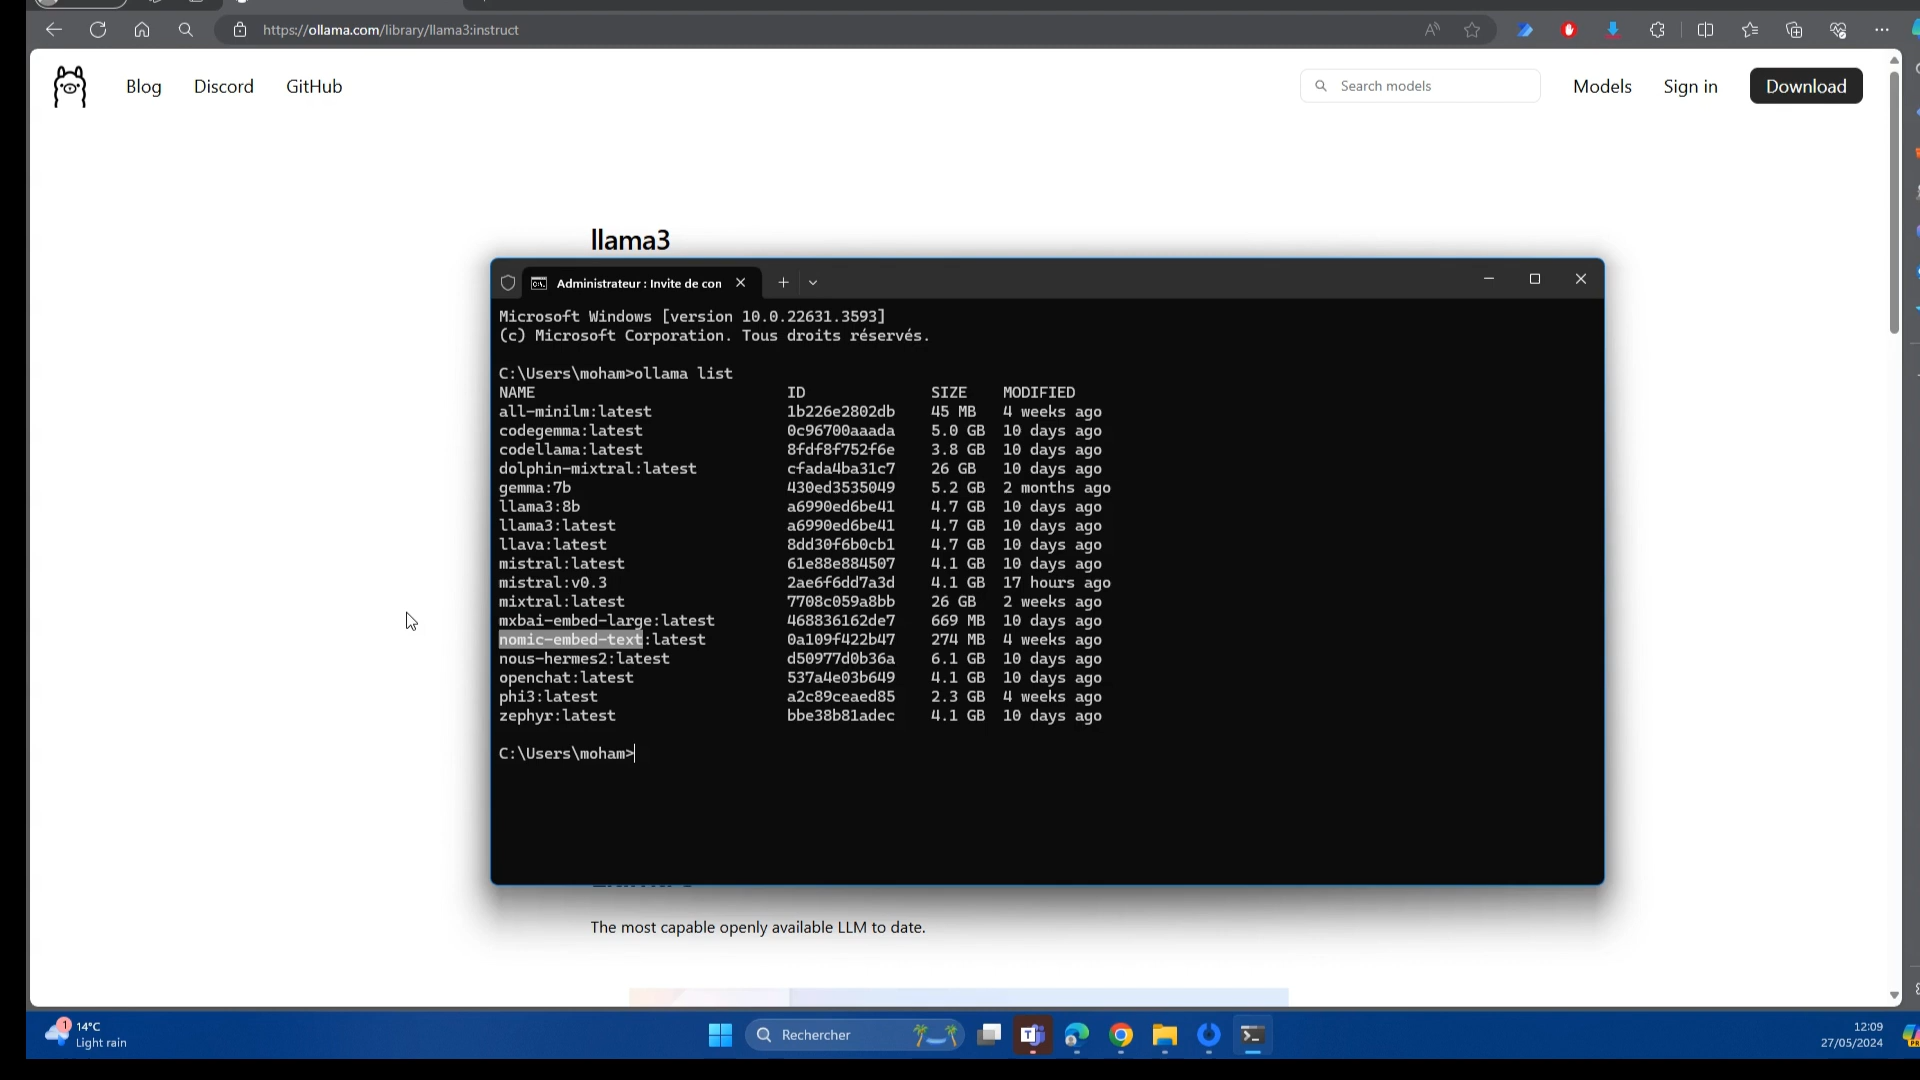 https://ollama.com/library/llama3:instruct
Blog Discord GitHub Search models Models Sign in Download
llama3
Administrateur : Invite de con
Microsoft Windows [version 10.0.22631.3593]
(c) Microsoft Corporation. Tous droits réservés.
C:\Users\moham>ollama list
NAME ID SIZE MODIFIED
all-minilm:latest 1b226e2802db 45 MB 4 weeks ago
codegemma:latest 0c96700aaada 5.0 GB 10 days ago
codellama:latest 8fdf8f752f6e 3.8 GB 10 days ago
dolphin-mixtral:latest cfada4ba31c7 26 GB 10 days ago
gemma:7b 430ed3535049 5.2 GB 2 months ago
llama3:8b a6990ed6be41 4.7 GB 10 days ago
llama3:latest a6990ed6be41 4.7 GB 10 days ago
llava:latest 8dd30f6b0cb1 4.7 GB 10 days ago
mistral:latest 61e88e884507 4.1 GB 10 days ago
mistral:v0.3 2ae6f6dd7a3d 4.1 GB 17 hours ago
mixtral:latest 7708c059a8bb 26 GB 2 weeks ago
mxbai-embed-large:latest 468836162de7 669 MB 10 days ago
nomic-embed-text:latest 0a109f422b47 274 MB 4 weeks ago
nous-hermes2:latest d50977d0b36a 6.1 GB 10 days ago
openchat:latest 537a4e03b649 4.1 GB 10 days ago
phi3:latest a2c89ceaed85 2.3 GB 4 weeks ago
zephyr:latest bbe38b81adec 4.1 GB 10 days ago
C:\Users\moham>
The most capable openly available LLM to date.
1
14°C
Light rain
Rechercher
12:09
27/05/2024